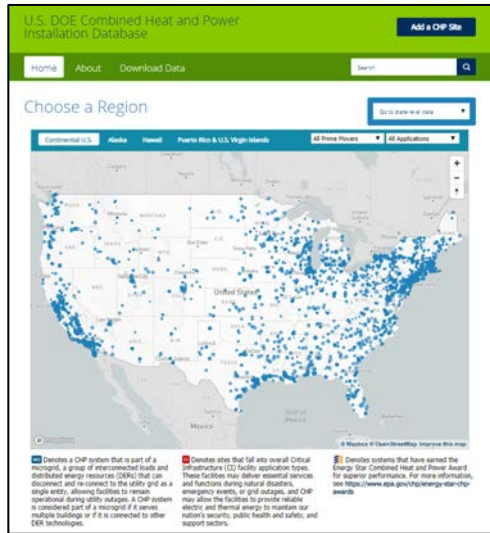 U.S. DOE Combined Heat and Power
Installation Database
Add a CHP Site
Home About Download Data
Search
Choose a Region
Go to state-level data
Continental U.S. Alaska Hawaii Puerto Rico & U.S. Virgin Islands All Prime Movers All Applications
MONTANA
United States
Gulf of
Mexico
Mexico
mapbox
© Mapbox © OpenStreetMap Improve this map
Denotes a CHP system that is part of a
microgrid, a group of interconnected loads and
distributed energy resources (DERs) that can
disconnect and re-connect to the utility grid as a
single entity, allowing facilities to remain
operational during utility outages. A CHP system
is considered part of a microgrid if it serves
multiple buildings or if it is connected to other
DER technologies.
Denotes sites that fall into overall Critical
Infrastructure (CI) facility application types.
These facilities may deliver essential services
and functions during natural disasters,
emergency events, or grid outages, and CHP
may allow the facilities to provide reliable
electric and thermal energy to maintain our
nation's security, public health and safety, and
support sectors.
Denotes systems that have earned the
Energy Star Combined Heat and Power Award
for superior performance. For more information,
see https://www.epa.gov/chp/energy-star-chp-
awards